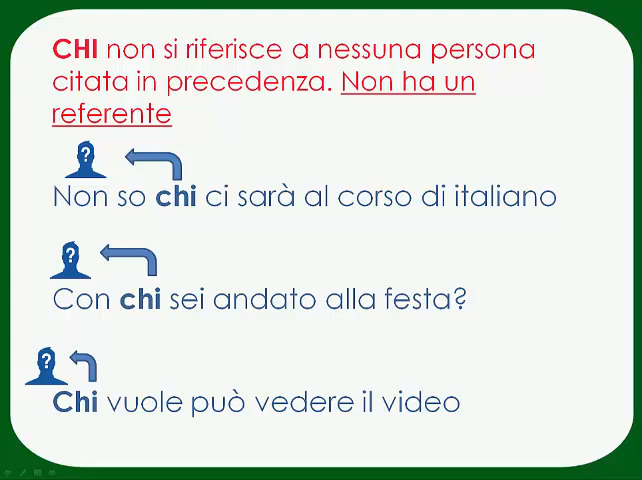 CHI non si riferisce a nessuna persona
citata in precedenza. Non ha un
referente
?
Non so chi ci sarà al corso di italiano
?
Con chi sei andato alla festa?
?
Chi vuole può vedere il video